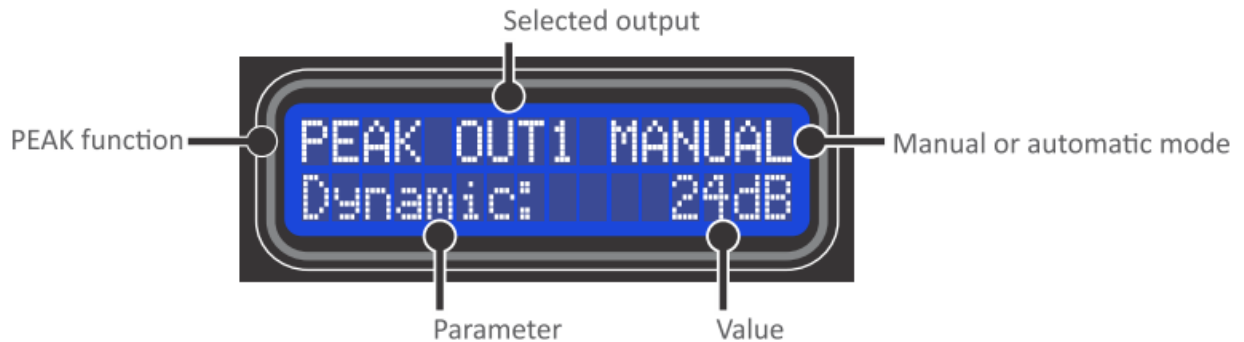 Selected output
PEAK function
PEAK OUT1 MANUAL
Manual or automatic mode
Dynamic: 24dB
Parameter
Value